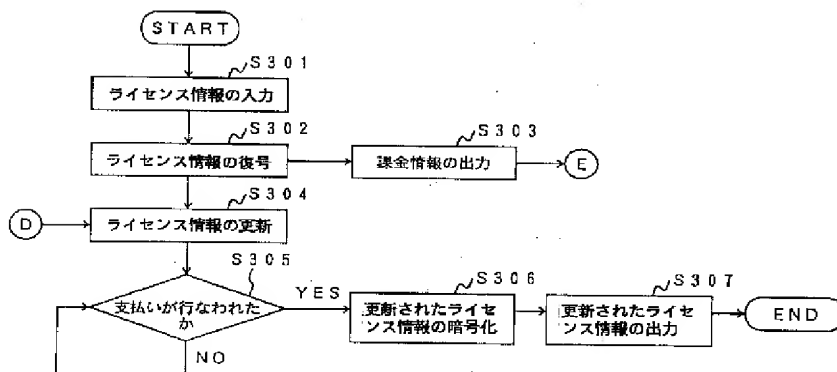 START
S301
ライセンス情報の入力
S302
ライセンス情報の復号
S303
課金情報の出力
E
S304
D
ライセンス情報の更新
S305
支払いが行なわれた
か
YES
NO
S306
更新されたライセ
ンス情報の暗号化
S307
更新されたライセ
ンス情報の出力
END